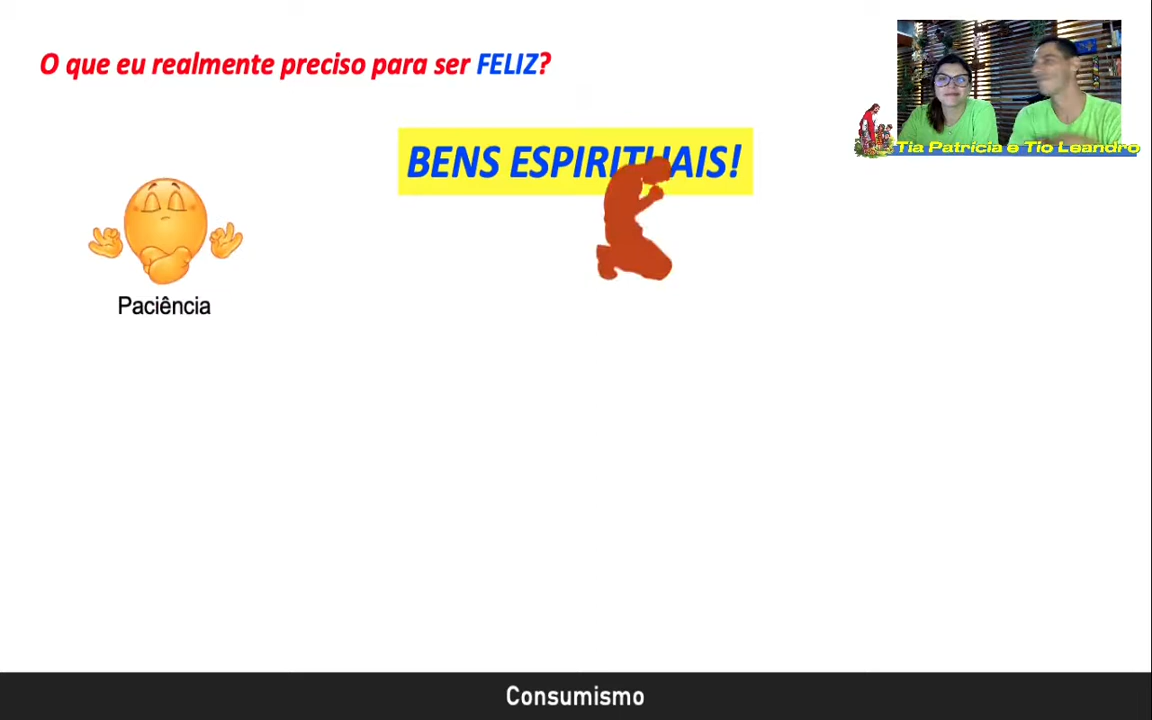 O que eu realmente preciso para ser FELIZ?
BENS ESPIRITUAIS!
Tia Patrícia e Tio Leandro
Paciência
Consumismo